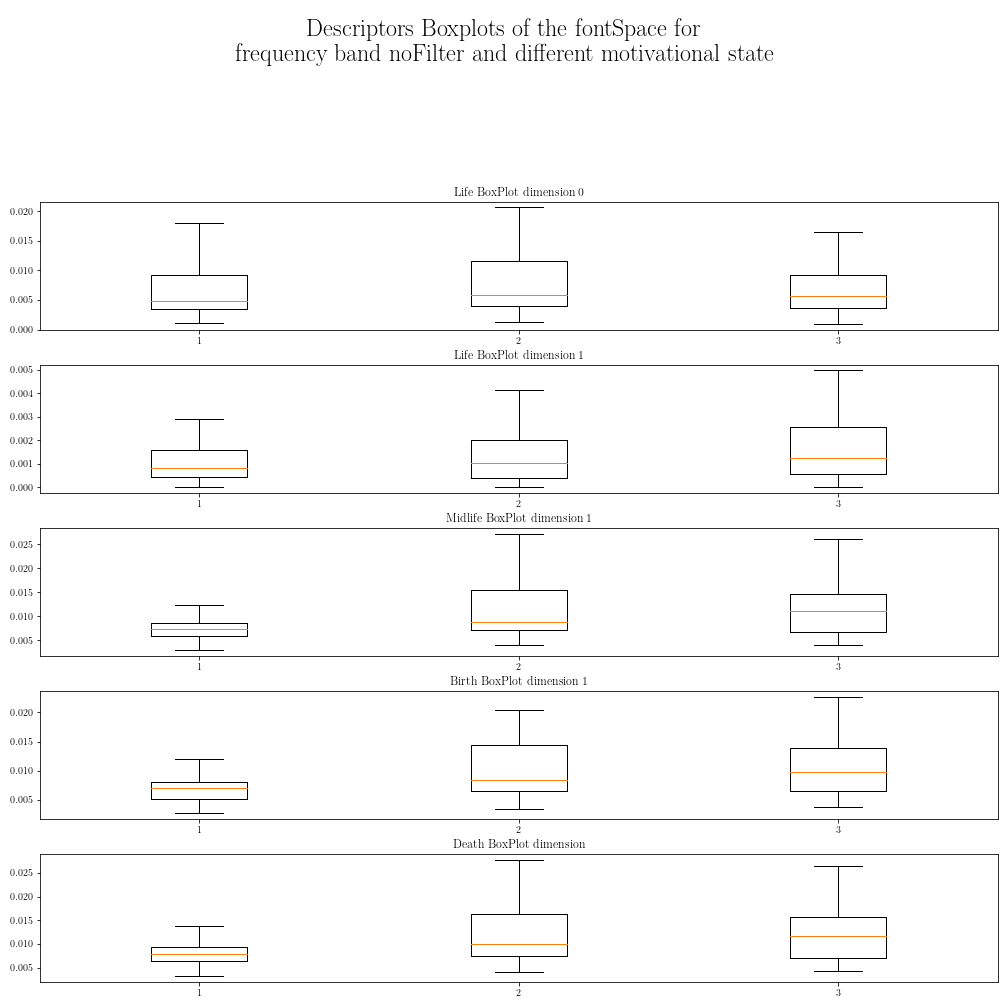 Descriptors Boxplots of the fontSpace for
frequency band noFilter and different motivational state
Life BoxPlot dimension 0
0.020
0.015
0.010
0.005
0.000
1 2 3
Life BoxPlot dimension 1
0.005
0.004
0.003
0.002
0.001
0.000
1 2 3
Midlife BoxPlot dimension 1
0.025
0.020
0.015
0.010
0.005
1 2 3
Birth BoxPlot dimension 1
0.020
0.015
0.010
0.005
1 2 3
Death BoxPlot dimension
0.025
0.020
0.015
0.010
0.005
1 2 3